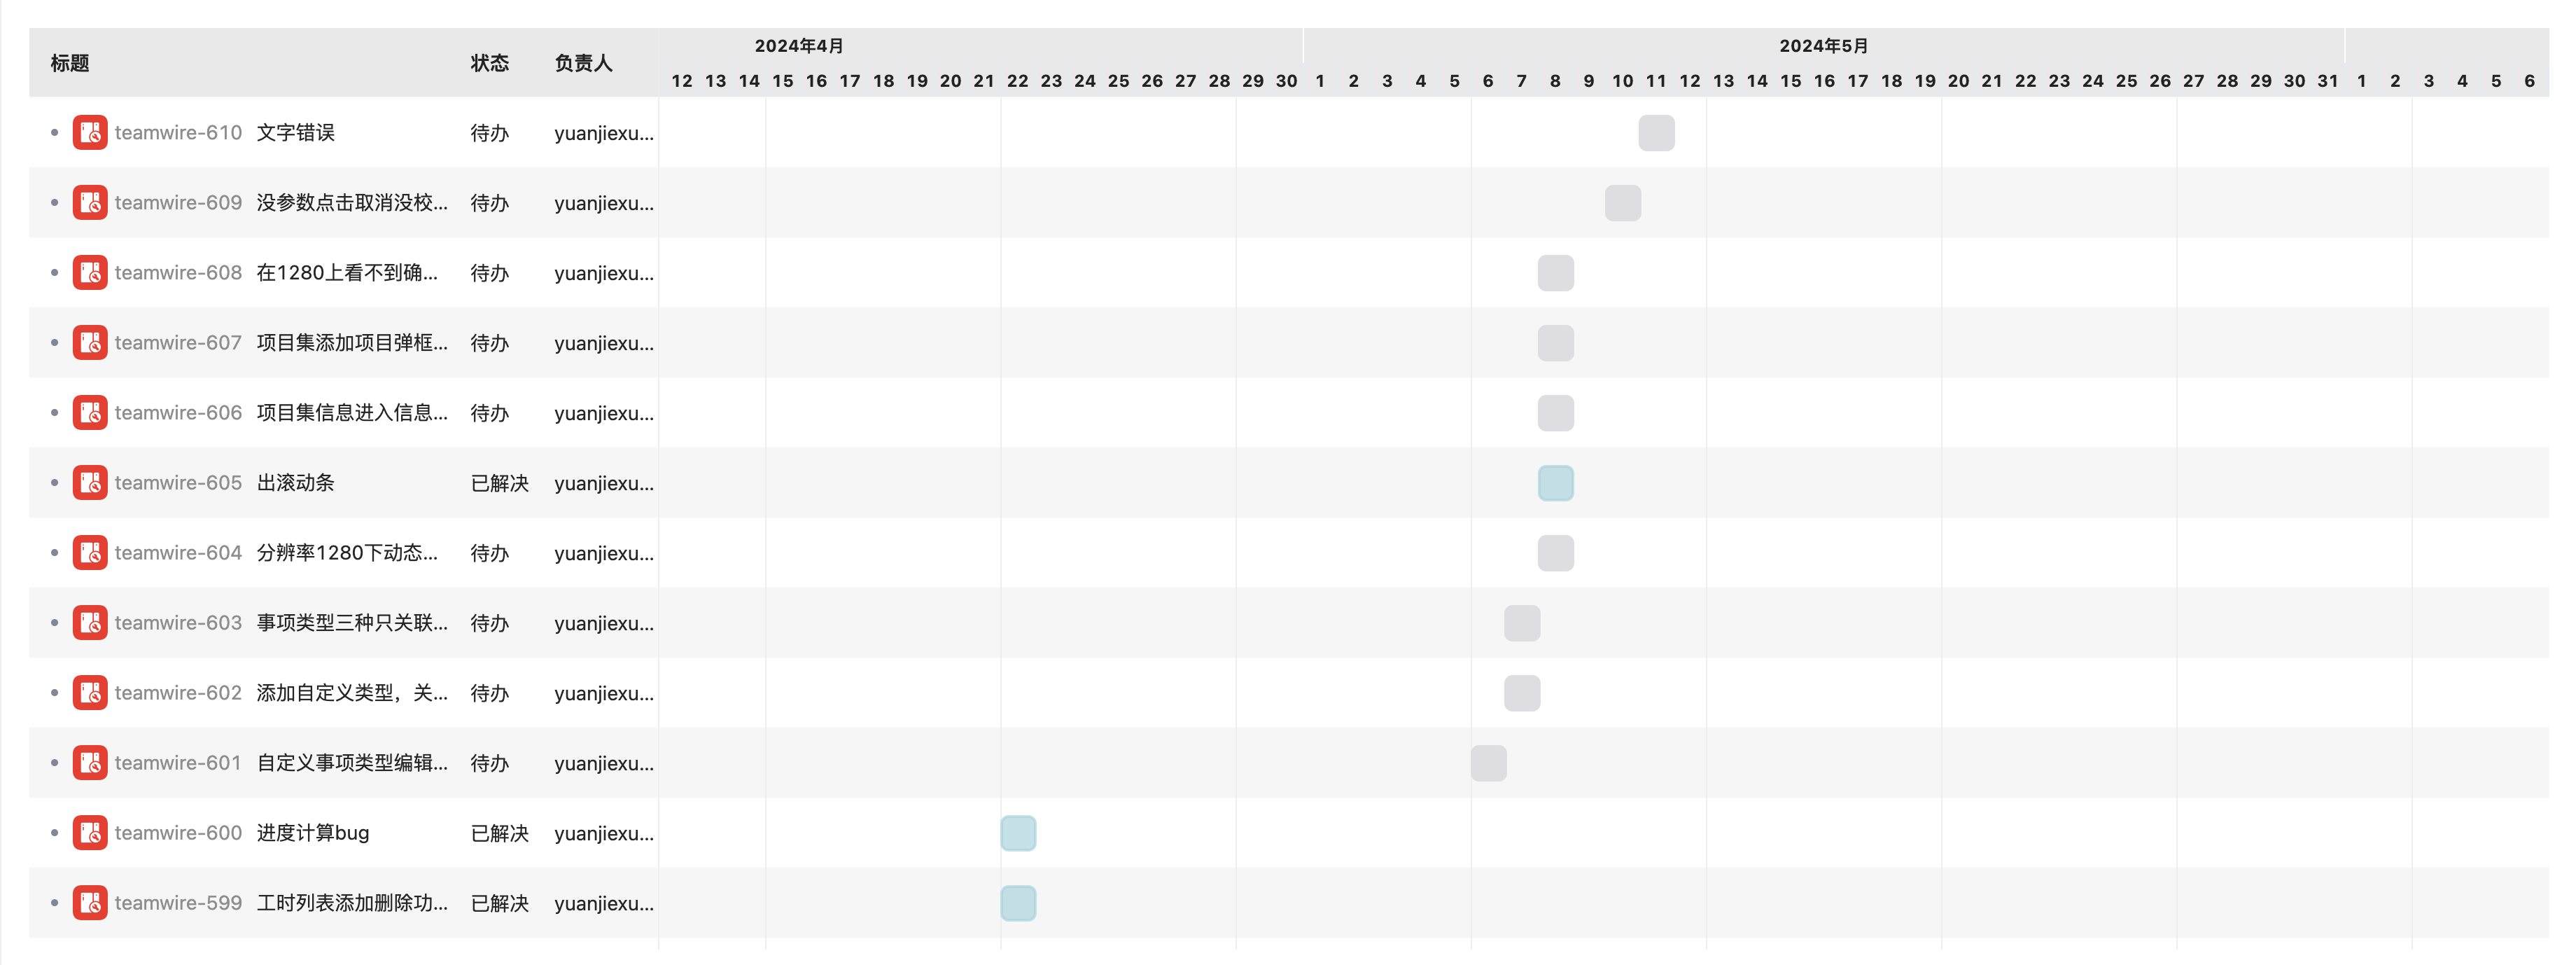 标题 状态 负责人 2024年4月 2024年5月
12 13 14 15 16 17 18 19 20 21 22 23 24 25 26 27 28 29 30 1 2 3 4 5 6 7 8 9 10 11 12 13 14 15 16 17 18 19 20 21 22 23 24 25 26 27 28 29 30 31 1 2 3 4 5 6
teamwire-610 文字错误 待办 yuanjiexu...
teamwire-609 没参数点击取消没校... 待办 yuanjiexu...
teamwire-608 在1280上看不到确... 待办 yuanjiexu...
teamwire-607 项目集添加项目弹框... 待办 yuanjiexu...
teamwire-606 项目集信息进入信息... 待办 yuanjiexu...
teamwire-605 出滚动条 已解决 yuanjiexu...
teamwire-604 分辨率1280下动态... 待办 yuanjiexu...
teamwire-603 事项类型三种只关联... 待办 yuanjiexu...
teamwire-602 添加自定义类型，关... 待办 yuanjiexu...
teamwire-601 自定义事项类型编辑... 待办 yuanjiexu...
teamwire-600 进度计算bug 已解决 yuanjiexu...
teamwire-599 工时列表添加删除功... 已解决 yuanjiexu...